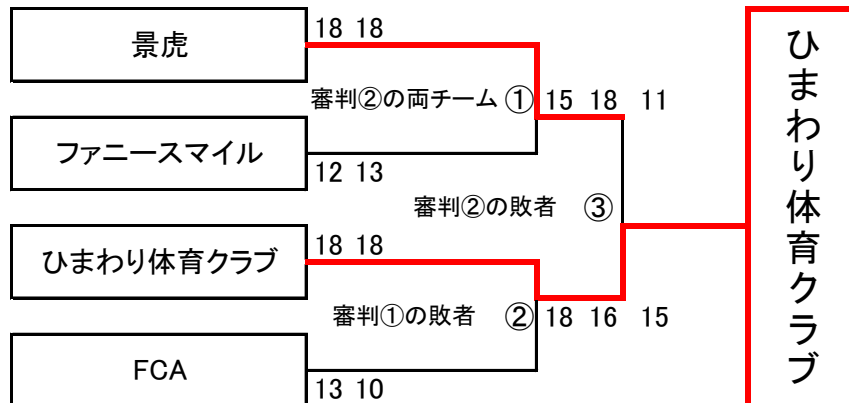 景虎
18 18
審判②の両チーム ① 15 18 11
ファニースマイル
12 13
審判②の敗者 ③
ひまわり体育クラブ
18 18
審判①の敗者 ② 18 16 15
FCA
13 10
ひまわり体育クラブ